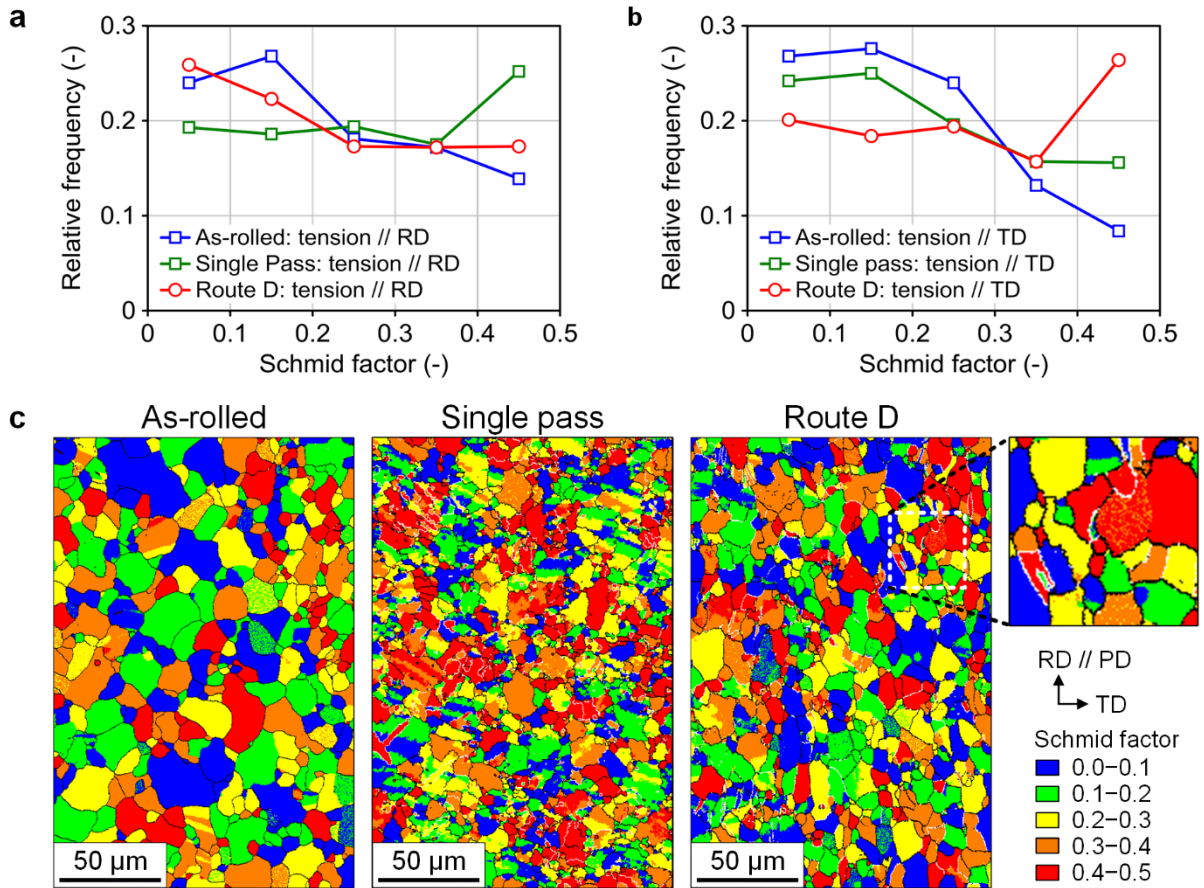 a
b
Relative frequency (-)
0.3
0.2
0.1
0
As-rolled: tension // RD
Single Pass: tension // RD
Route D: tension // RD
0 0.1 0.2 0.3 0.4 0.5
Schmid factor (-)
Relative frequency (-)
0.3
0.2
0.1
0
As-rolled: tension // TD
Single pass: tension // TD
Route D: tension // TD
0 0.1 0.2 0.3 0.4 0.5
Schmid factor (-)
c
As-rolled
Single pass
Route D
50 µm
50 µm
50 µm
RD // PD
TD
Schmid factor
0.0–0.1
0.1–0.2
0.2–0.3
0.3–0.4
0.4–0.5